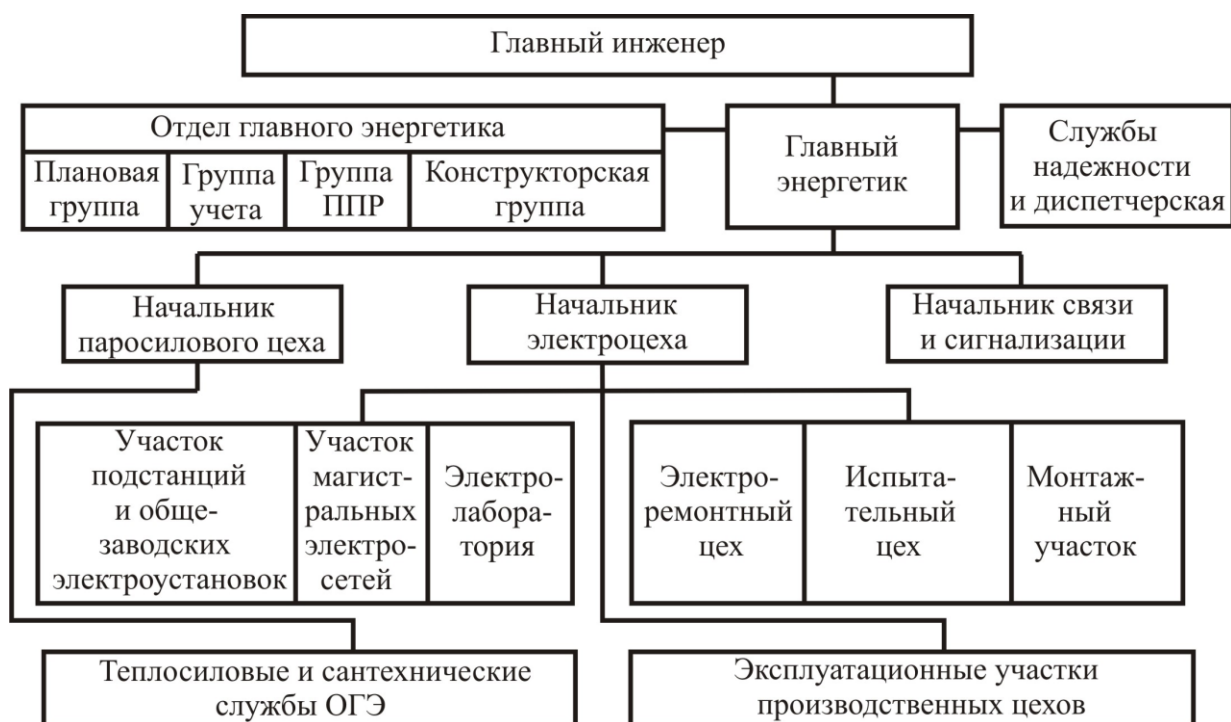 Главный инженер
Отдел главного энергетика
Плановая
группа
Группа
учета
Группа
ППР
Конструкторская
группа
Главный
энергетик
Службы
надежности
и диспетчерская
Начальник
паросилового цеха
Начальник
электроцеха
Начальник связи
и сигнализации
Участок
подстанций
и обще-
заводских
электроустановок
Участок
магист-
ральных
электро-
сетей
Электро-
лабора-
тория
Электро-
ремонтный
цех
Испыта-
тельный
цех
Монтаж-
ный
участок
Теплосиловые и сантехнические
службы ОГЭ
Эксплуатационные участки
производственных цехов